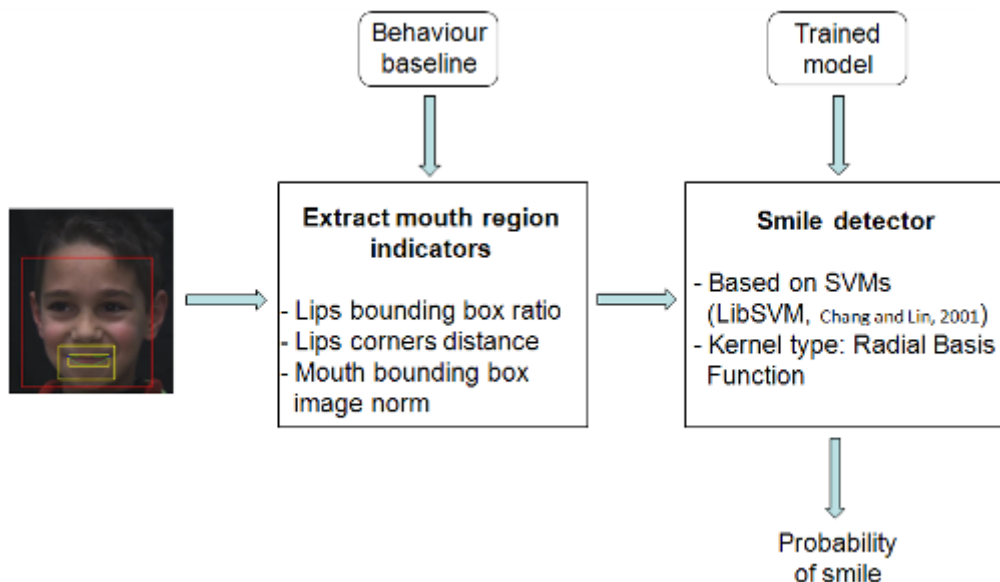 Behaviour
baseline
Trained
model
Extract mouth region
indicators
- Lips bounding box ratio
- Lips corners distance
- Mouth bounding box
image norm
Smile detector
- Based on SVMs
(LibSVM, Chang and Lin, 2001)
- Kernel type: Radial Basis
Function
Probability
of smile